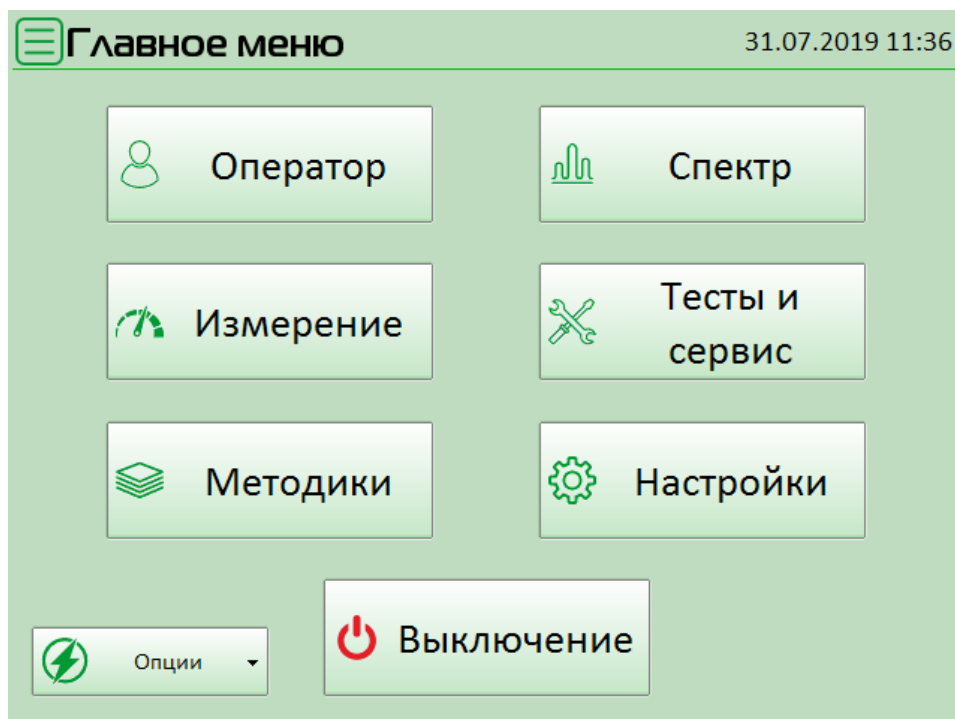 Главное меню
31.07.2019 11:36
Оператор
Спектр
Измерение
Тесты и
сервис
Методики
Настройки
Выключение
Опции